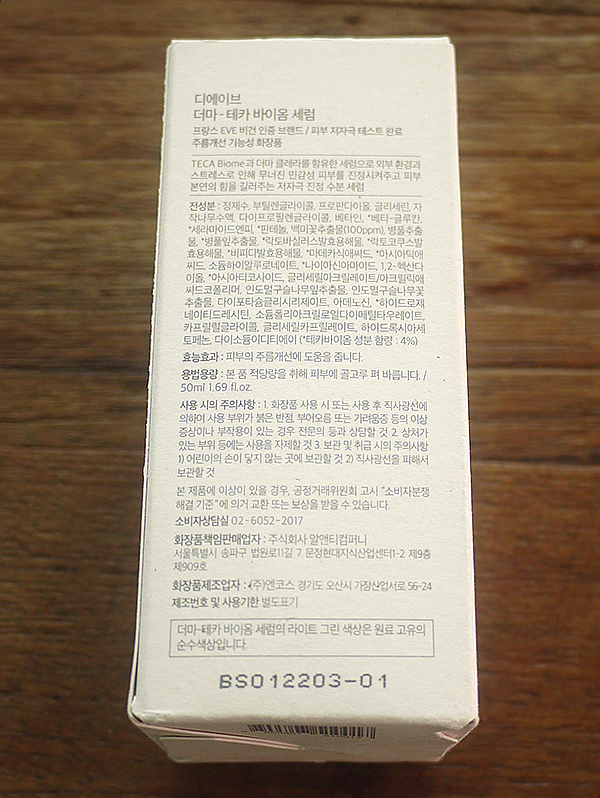 디에이브
더마-테카 바이옴 세럼
프랑스 EVE 비건 인증 브랜드 / 피부 저자극 테스트 완료
주름개선 기능성 화장품
TECA Biome과 더마 클레라를 함유한 세럼으로 외부 환경과
스트레스로 인해 무너진 민감성 피부를 진정시켜주고 피부
본연의 힘을 길러주는 저자극 진정 수분 세럼
전성분 : 정제수, 부틸렌글라이콜, 프로판다이올, 글리세린, 자
작나무수액, 다이프로필렌글라이콜, 베타인, *베타-글루칸,
*세라마이드엔피, *판테놀, 백미꽃추출물(100ppm), 병풀추출
물, *병풀잎추출물, *락토바실러스발효용해물, *락토코쿠스발
효용해물, *비피다발효용해물, *마데카식애씨드, *아시아틱애
씨드, 소듐하이알루로네이트, *나이아신아마이드, 1,2-헥산다
이올, *아시아티코사이드, 글리세릴아크릴레이트/아크릴릭애
씨드코폴리머, 인도멀구슬나무잎추출물, 인도멀구슬나무꽃
추출물, 다이포타슘글리시리제이트, 아데노신, *하이드로제
네이티드레시틴, 소듐폴리아크릴로일다이메틸타우레이트,
카프릴릴글라이콜, 글리세릴카프릴레이트, 하이드록시아세
토페논, 다이소듐이디티에이 (*테카바이옴 성분 함량 : 4%)
효능효과 : 피부의 주름개선에 도움을 줍니다.
용법용량 : 본 품 적당량을 취해 피부에 골고루 펴 바릅니다. /
50ml 1.69 fl.oz.
사용 시의 주의사항 : 1. 화장품 사용 시 또는 사용 후 직사광선에
의하여 사용 부위가 붉은 반점, 부어오름 또는 가려움증 등의 이상
증상이나 부작용이 있는 경우 전문의 등과 상담할 것 2. 상처가
있는 부위 등에는 사용을 자제할 것 3. 보관 및 취급 시의 주의사항
1) 어린이의 손이 닿지 않는 곳에 보관할 것 2) 직사광선을 피해서
보관할 것
본 제품에 이상이 있을 경우, 공정거래위원회 고시 "소비자분쟁
해결 기준"에 의거 교환 또는 보상을 받을 수 있습니다.
소비자상담실 02-6052-2017
화장품책임판매업자 : 주식회사 알앤티컴퍼니
서울특별시 송파구 법원로11길 7 문정현대지식산업센터1-2 제9층
제909호
화장품제조업자 : (주)엔코스 경기도 오산시 가장산업서로 56-24
제조번호 및 사용기한 별도표기
더마-테카 바이옴 세럼의 라이트 그린 색상은 원료 고유의
순수색상입니다.
BS012203-01